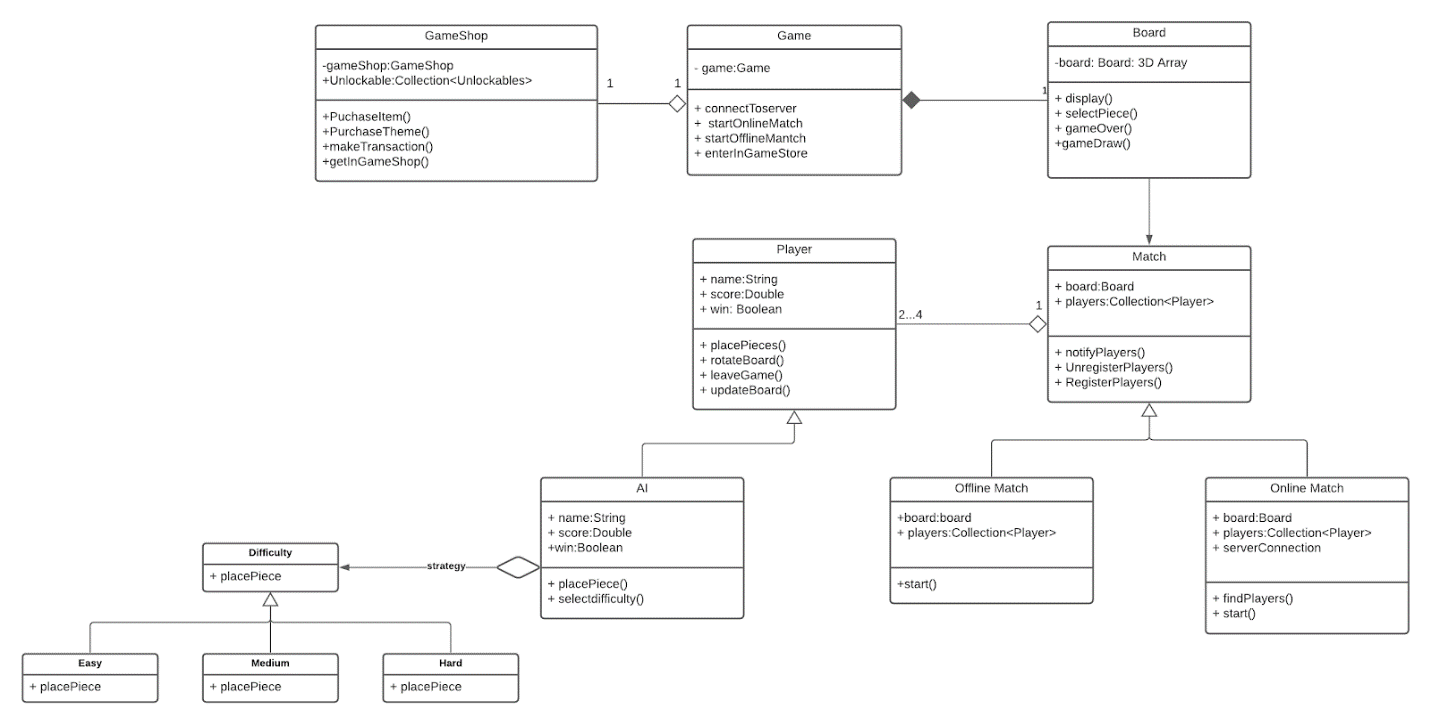 GameShop
-gameShop:GameShop
+Unlockable:Collection<Unlockables>
+PuchaseItem()
+PurchaseTheme()
+makeTransaction()
+getInGameShop()
1
1
Game
- game:Game
+ connectToserver
+ startOnlineMatch
+ startOfflineMantch
+ enterInGameStore
1
Board
-board: Board: 3D Array
+ display()
+ selectPiece()
+ gameOver()
+gameDraw()
Player
+ name:String
+ score:Double
+ win: Boolean
+ placePieces()
+ rotateBoard()
+ leaveGame()
+ updateBoard()
2...4
1
Match
+ board:Board
+ players:Collection<Player>
+ notifyPlayers()
+ UnregisterPlayers()
+ RegisterPlayers()
AI
+ name:String
+ score:Double
+win:Boolean
+ placePiece()
+ selectdifficulty()
Offline Match
+board:board
+ players:Collection<Player>
+start()
Online Match
+ board:Board
+ players:Collection<Player>
+ serverConnection
+ findPlayers()
+ start()
strategy
Difficulty
+ placePiece
Easy
+ placePiece
Medium
+ placePiece
Hard
+ placePiece